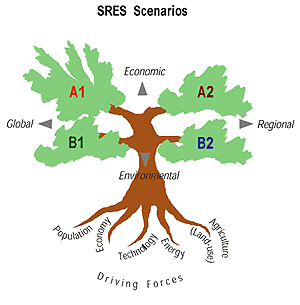 SRES Scenarios
Economic
A1
A2
Global
Regional
B1
B2
Environmental
Population
Economy
Technology
Energy
Agriculture
(Land-use)
Driving Forces